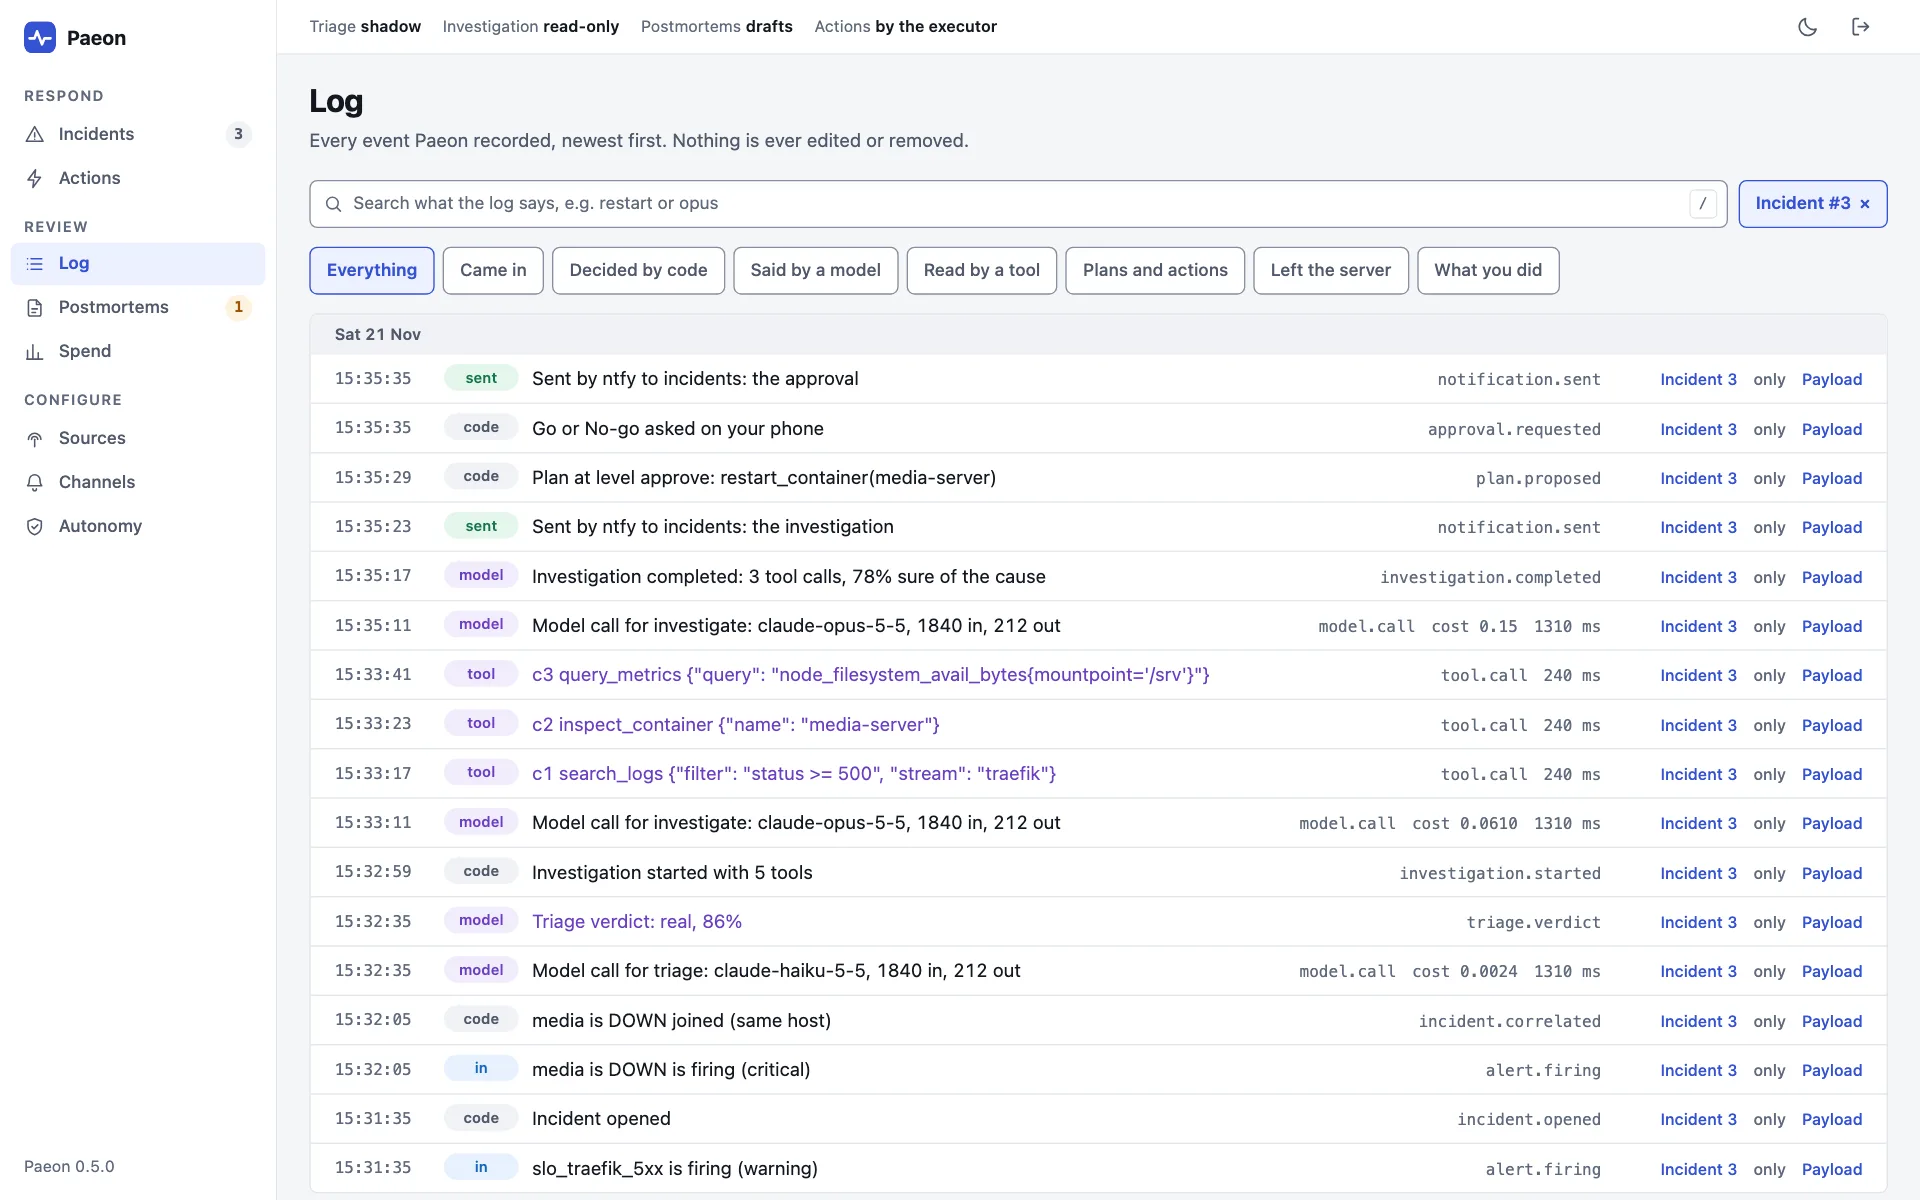 Paeon
RESPOND
Incidents 3
Actions
REVIEW
Log
Postmortems 1
Spend
CONFIGURE
Sources
Channels
Autonomy
Paeon 0.5.0
Triage shadow Investigation read-only Postmortems drafts Actions by the executor
Log
Every event Paeon recorded, newest first. Nothing is ever edited or removed.
Search what the log says, e.g. restart or opus / Incident #3 ×
Everything Came in Decided by code Said by a model Read by a tool Plans and actions Left the server What you did
Sat 21 Nov
15:35:35 sent Sent by ntfy to incidents: the approval notification.sent Incident 3 only Payload
15:35:35 code Go or No-go asked on your phone approval.requested Incident 3 only Payload
15:35:29 code Plan at level approve: restart_container(media-server) plan.proposed Incident 3 only Payload
15:35:23 sent Sent by ntfy to incidents: the investigation notification.sent Incident 3 only Payload
15:35:17 model Investigation completed: 3 tool calls, 78% sure of the cause investigation.completed Incident 3 only Payload
15:35:11 model Model call for investigate: claude-opus-5-5, 1840 in, 212 out model.call cost 0.15 1310 ms Incident 3 only Payload
15:33:41 tool c3 query_metrics {"query": "node_filesystem_avail_bytes{mountpoint='/srv'}"} tool.call 240 ms Incident 3 only Payload
15:33:23 tool c2 inspect_container {"name": "media-server"} tool.call 240 ms Incident 3 only Payload
15:33:17 tool c1 search_logs {"filter": "status >= 500", "stream": "traefik"} tool.call 240 ms Incident 3 only Payload
15:33:11 model Model call for investigate: claude-opus-5-5, 1840 in, 212 out model.call cost 0.0610 1310 ms Incident 3 only Payload
15:32:59 code Investigation started with 5 tools investigation.started Incident 3 only Payload
15:32:35 model Triage verdict: real, 86% triage.verdict Incident 3 only Payload
15:32:35 model Model call for triage: claude-haiku-5-5, 1840 in, 212 out model.call cost 0.0024 1310 ms Incident 3 only Payload
15:32:05 code media is DOWN joined (same host) incident.correlated Incident 3 only Payload
15:32:05 in media is DOWN is firing (critical) alert.firing Incident 3 only Payload
15:31:35 code Incident opened incident.opened Incident 3 only Payload
15:31:35 in slo_traefik_5xx is firing (warning) alert.firing Incident 3 only Payload